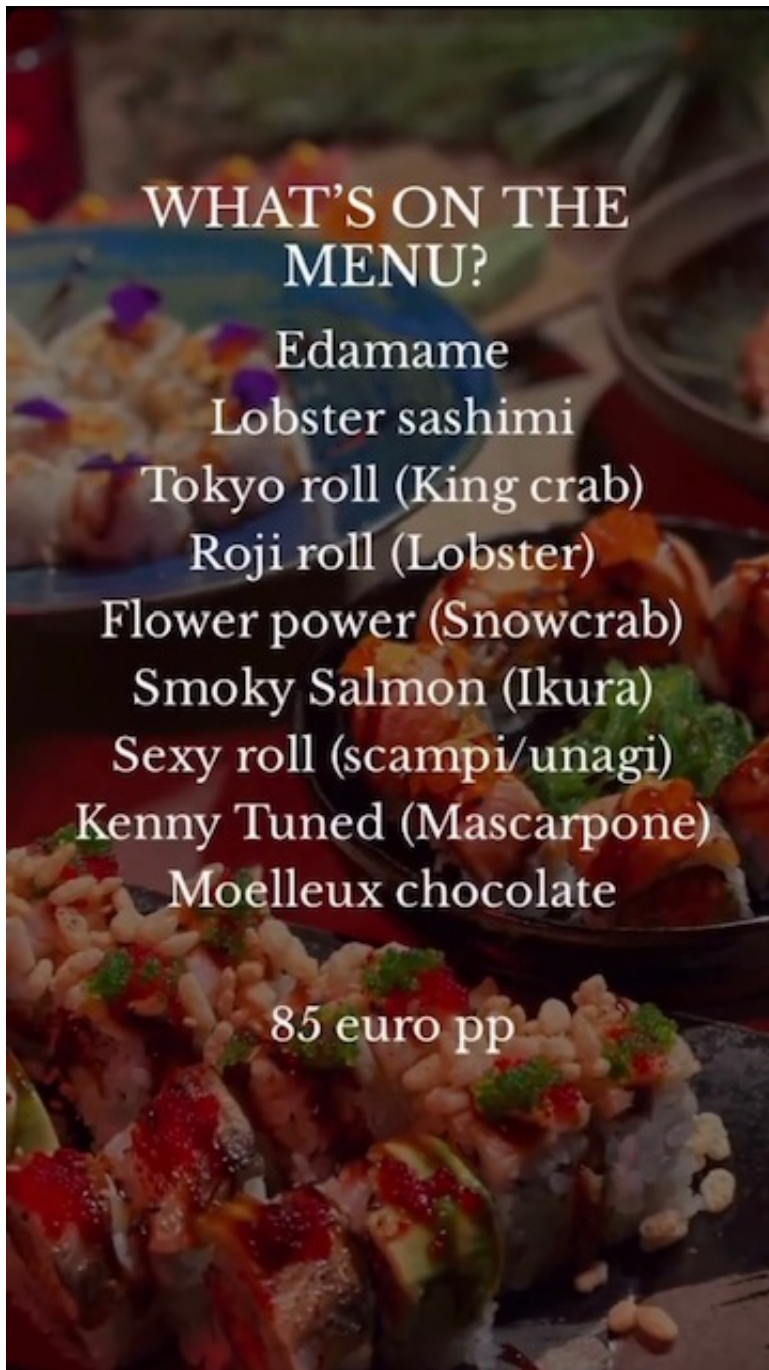 WHAT'S ON THE
MENU?
Edamame
Lobster sashimi
Tokyo roll (King crab)
Roji roll (Lobster)
Flower power (Snowcrab)
Smoky Salmon (Ikura)
Sexy roll (scampi/unagi)
Kenny Tuned (Mascarpone)
Moelleux chocolate
85 euro pp